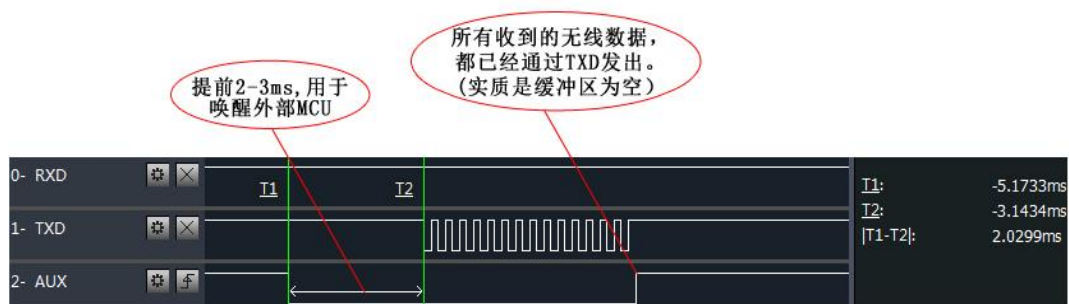 所有收到的无线数据，
都已经通过TXD发出。
(实质是缓冲区为空)
提前2-3ms,用于
唤醒外部MCU
0- RXD
T1
T2
1- TXD
2- AUX
T1: -5.1733ms
T2: -3.1434ms
|T1-T2|: 2.0299ms